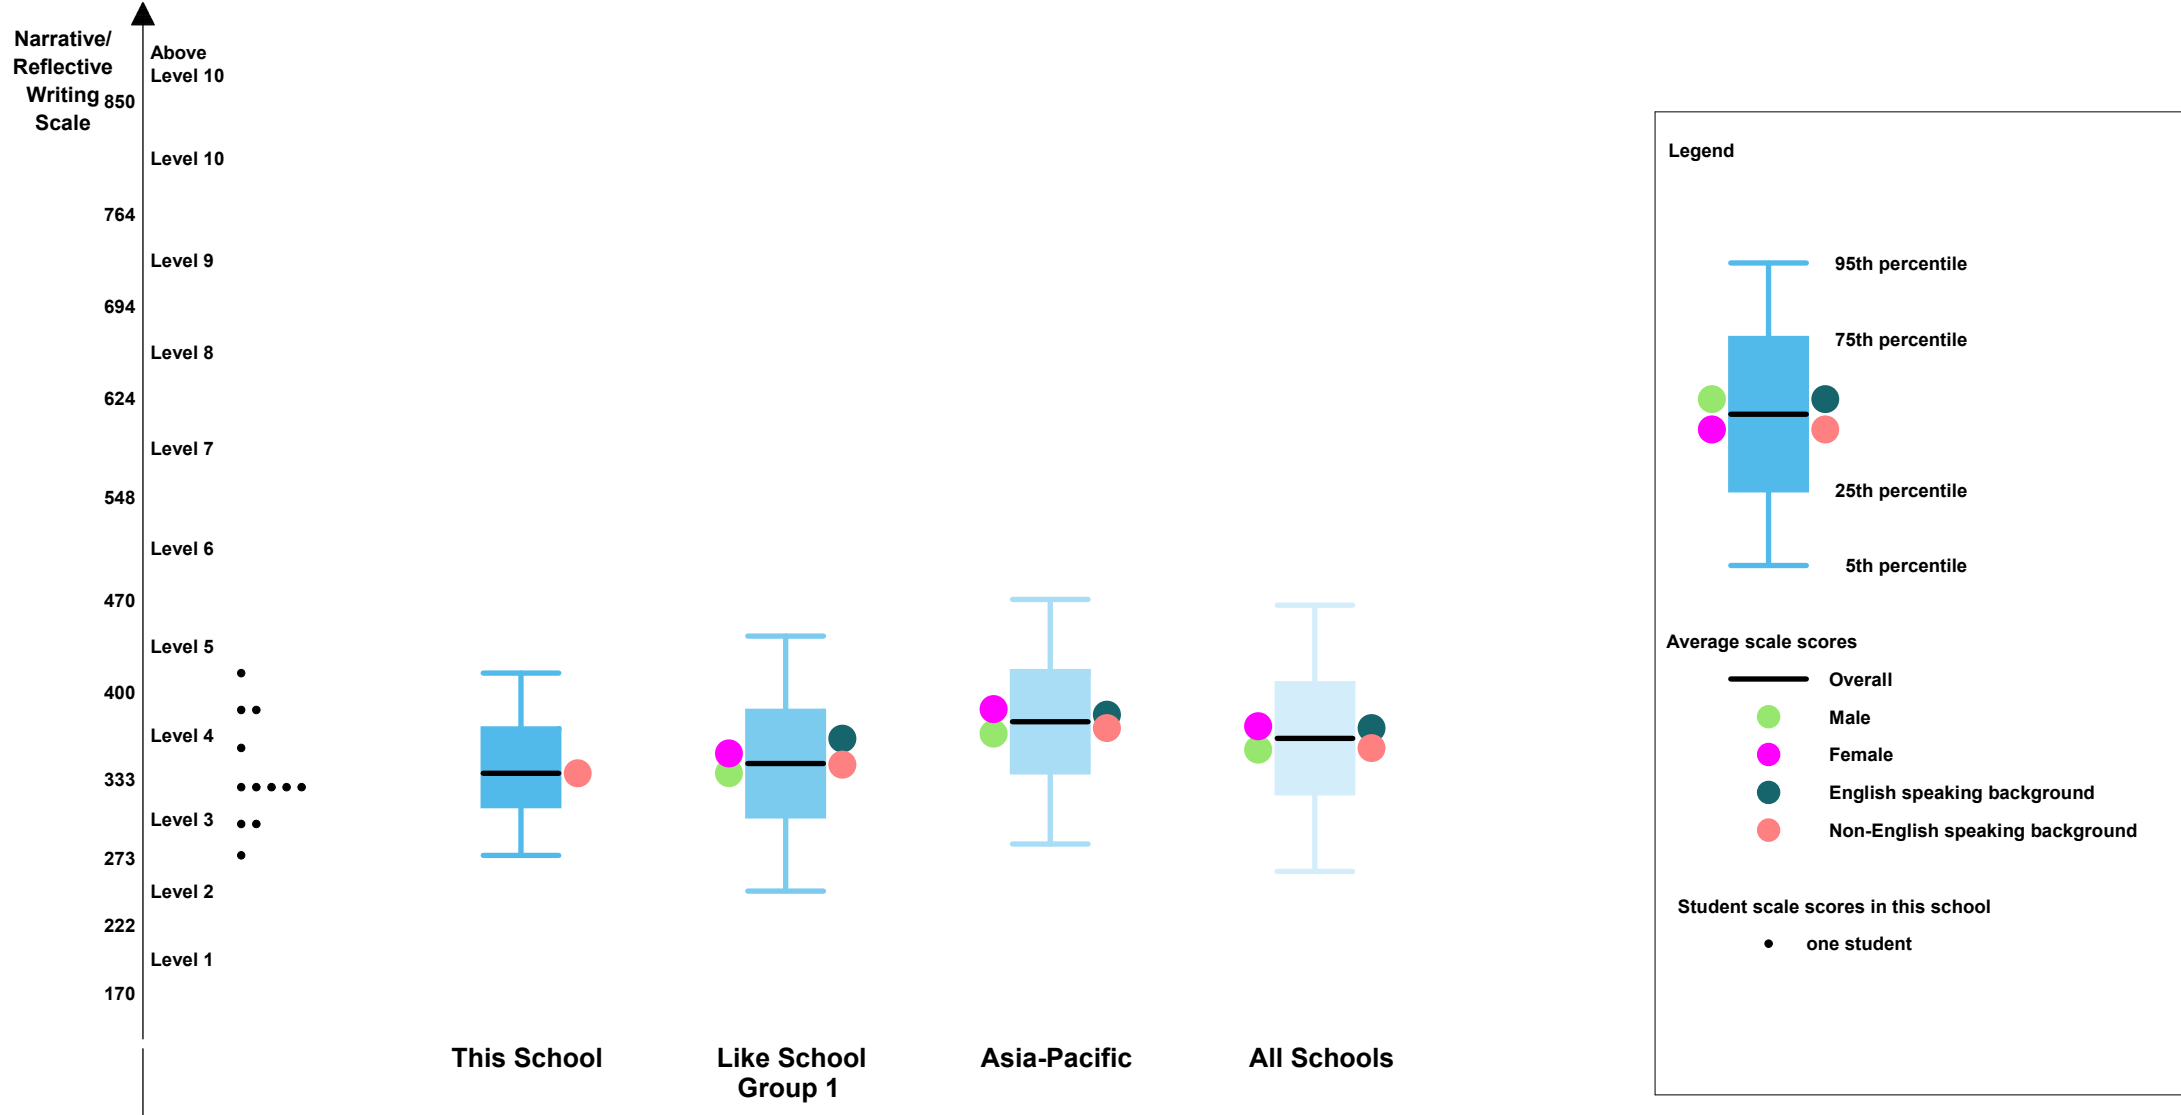 Narrative/
Reflective
Writing
Scale
Above
Level 10
850
Level 10
764
Level 9
694
Level 8
624
Level 7
548
Level 6
470
Level 5
400
Level 4
333
Level 3
273
Level 2
222
Level 1
170
This School
Like School
Group 1
Asia-Pacific
All Schools
Legend
95th percentile
75th percentile
25th percentile
5th percentile
Average scale scores
Overall
Male
Female
English speaking background
Non-English speaking background
Student scale scores in this school
one student